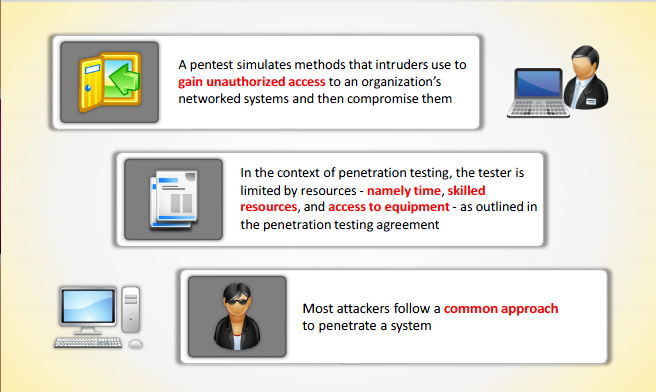 A pentest simulates methods that intruders use to
gain unauthorized access to an organization's
networked systems and then compromise them
In the context of penetration testing, the tester is
limited by resources - namely time, skilled
resources, and access to equipment - as outlined in
the penetration testing agreement
Most attackers follow a common approach
to penetrate a system